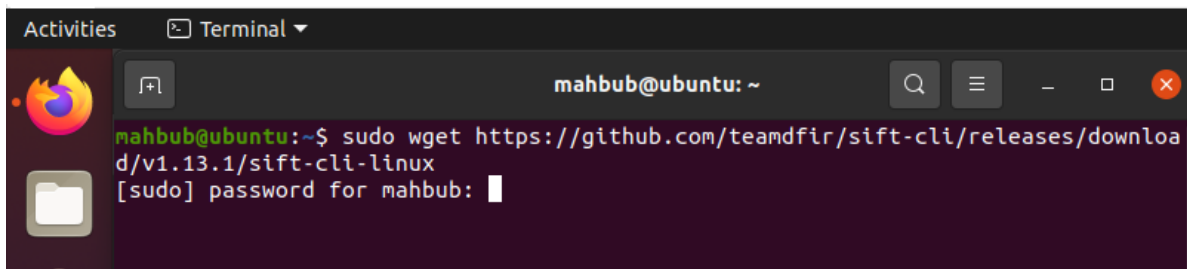 Activities Terminal
mahbub@ubuntu: ~
mahbub@ubuntu:~$ sudo wget https://github.com/teamdfir/sift-cli/releases/downloa
d/v1.13.1/sift-cli-linux
[sudo] password for mahbub: